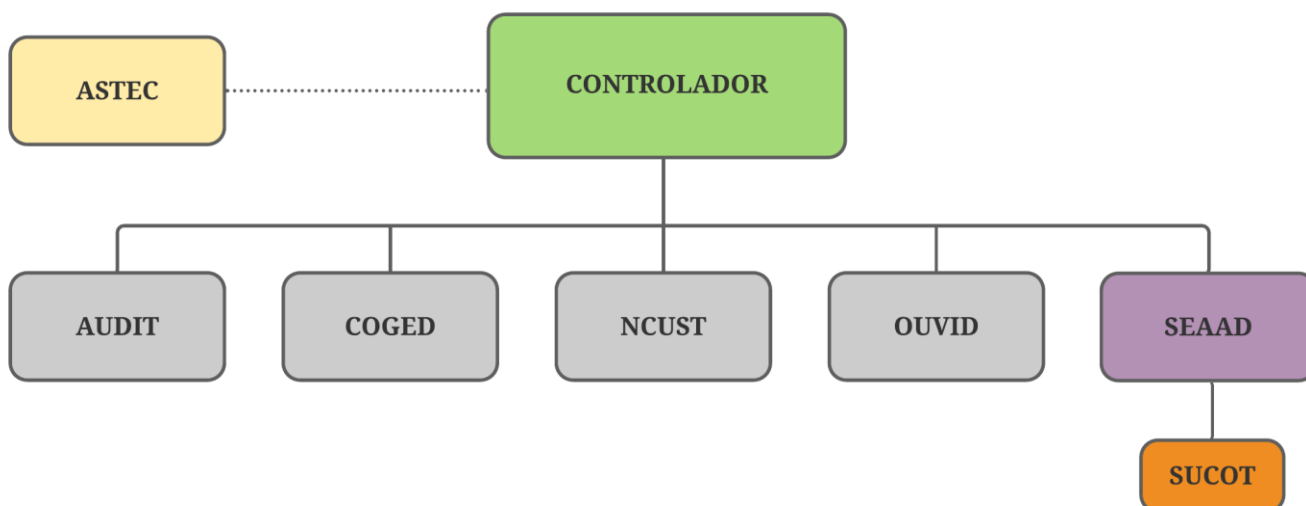 ASTEC
CONTROLADOR
AUDIT
COGED
NCUST
OUVID
SEAAD
SUCOT